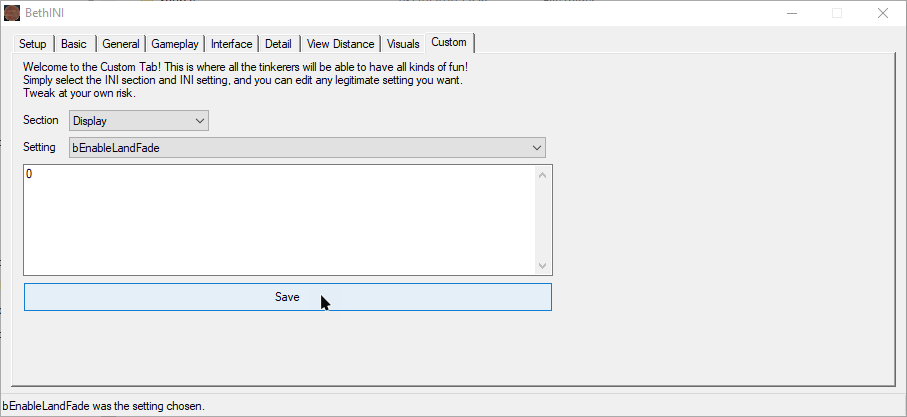 BethINI
Setup Basic General Gameplay Interface Detail View Distance Visuals Custom
Welcome to the Custom Tab! This is where all the tinkerers will be able to have all kinds of fun!
Simply select the INI section and INI setting, and you can edit any legitimate setting you want.
Tweak at your own risk.
Section Display
Setting bEnableLandFade
0
Save
bEnableLandFade was the setting chosen.